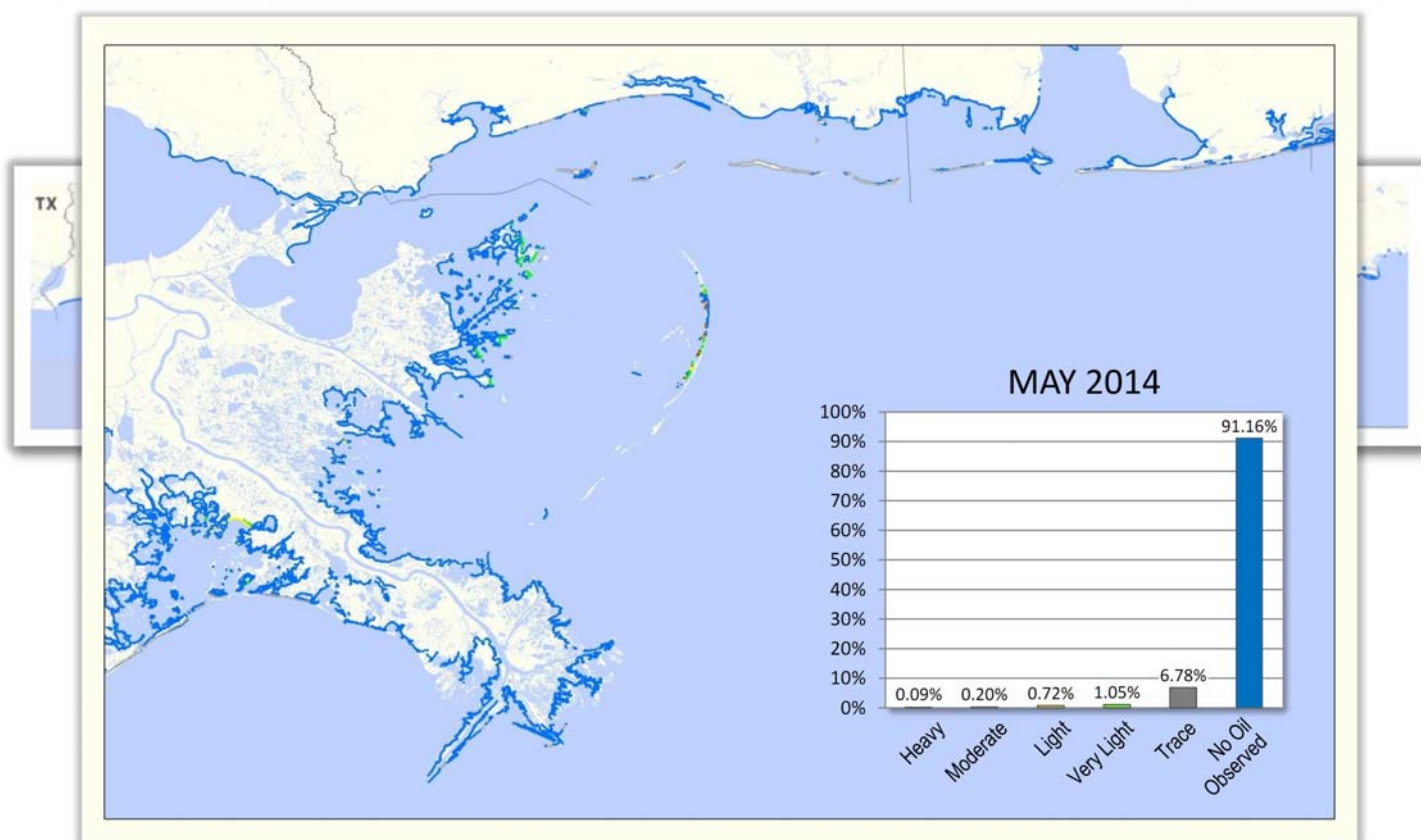 TX
MAY 2014
100%
90%
80%
70%
60%
50%
40%
30%
20%
10%
0%
0.09%
0.20%
0.72%
1.05%
6.78%
91.16%
Heavy
Moderate
Light
Very Light
Trace
No Oil
Observed